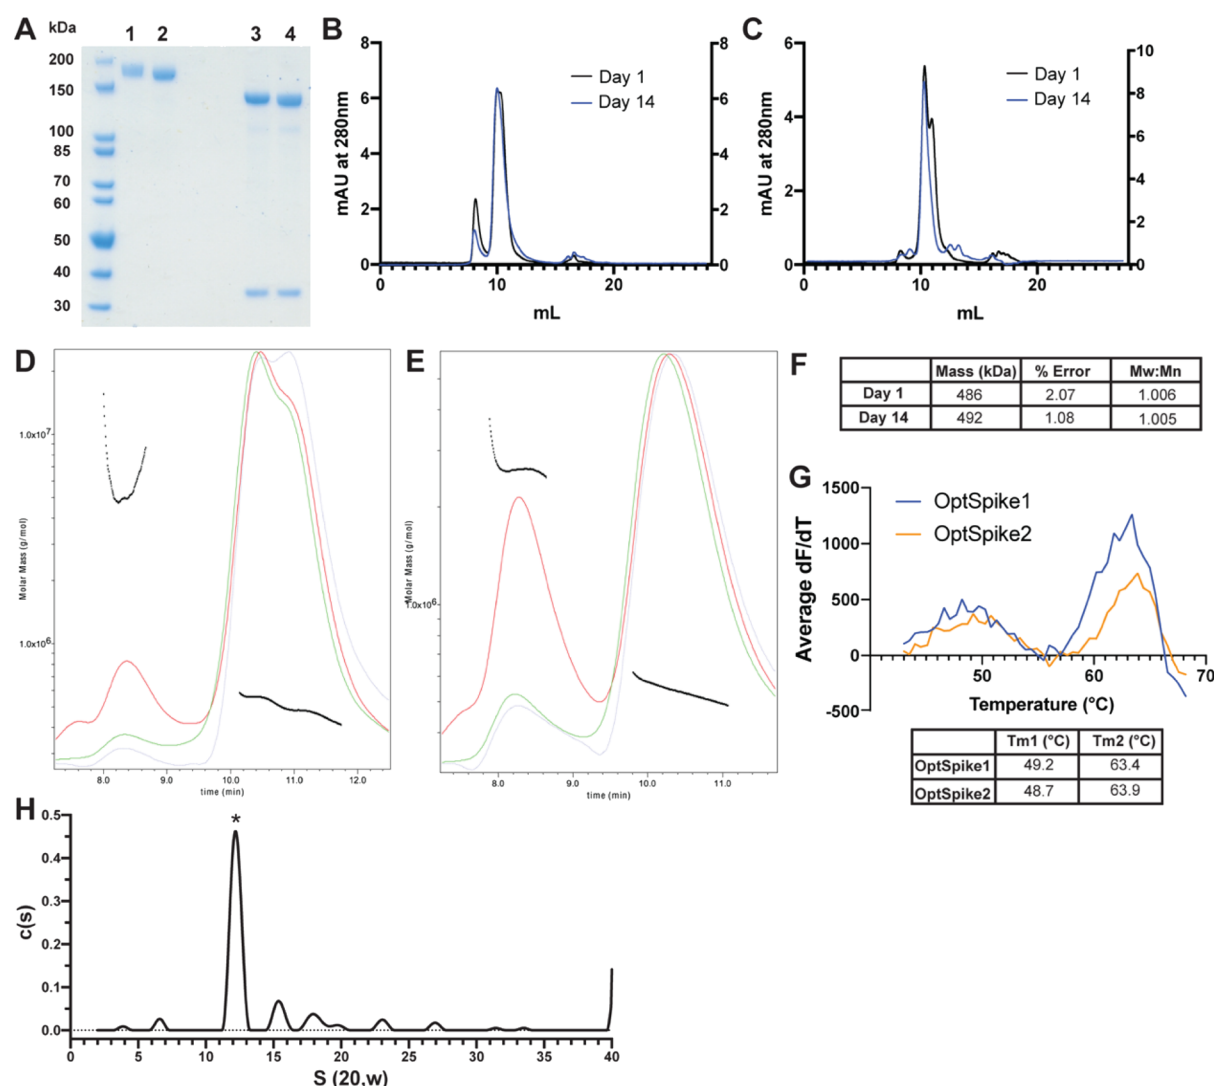 A
kDa
1 2 3 4
200
150
100
85
70
60
50
40
30
B
8
6
4
2
0
mAU at 280nm
Day 1
Day 14
8
6
4
2
0
0 10 20
mL
C
6
4
2
0
mAU at 280nm
Day 1
Day 14
10
8
6
4
2
0
0 10 20
mL
D
1.0x10⁷
Molar Mass (g/mol)
1.0x10⁶
8.0 9.0 10.0 11.0 12.0
time (min)
E
1.0x10⁶
8.0 9.0 10.0 11.0
time (min)
F
Mass (kDa) % Error Mw:Mn
Day 1 486 2.07 1.006
Day 14 492 1.08 1.005
G
1500
1000
500
0
-500
Average dF/dT
OptSpike1
OptSpike2
50 60 70
Temperature (°C)
Tm1 (°C) Tm2 (°C)
OptSpike1 49.2 63.4
OptSpike2 48.7 63.9
H
0.5
0.4
0.3
0.2
0.1
0.0
c(s)
*
0 5 10 15 20 25 30 35 40
S (20,w)